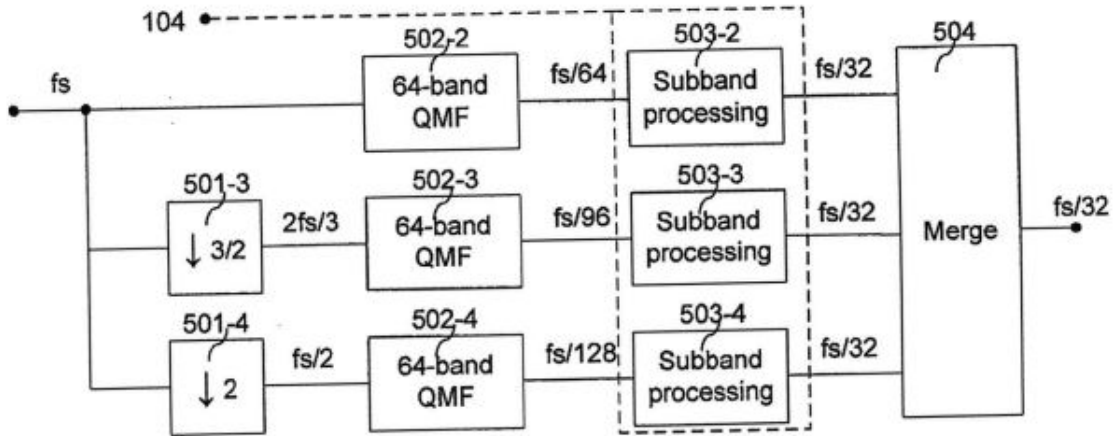 104
502-2
503-2
504
fs
64-band
QMF
fs/64
Subband
processing
fs/32
501-3
502-3
503-3
↓ 3/2
2fs/3
64-band
QMF
fs/96
Subband
processing
fs/32
Merge
fs/32
501-4
502-4
503-4
↓ 2
fs/2
64-band
QMF
fs/128
Subband
processing
fs/32